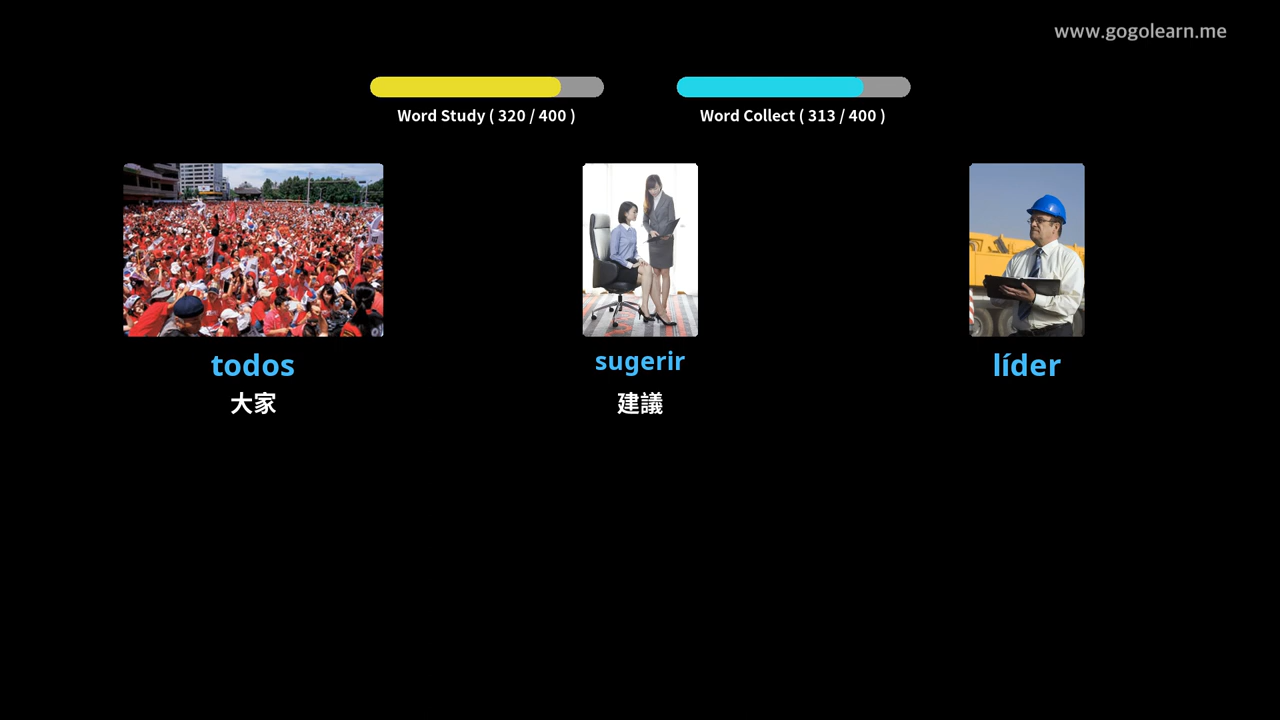 www.gogolearn.me
Word Study ( 320 / 400 )
Word Collect ( 313 / 400 )
todos
大家
sugerir
建議
líder